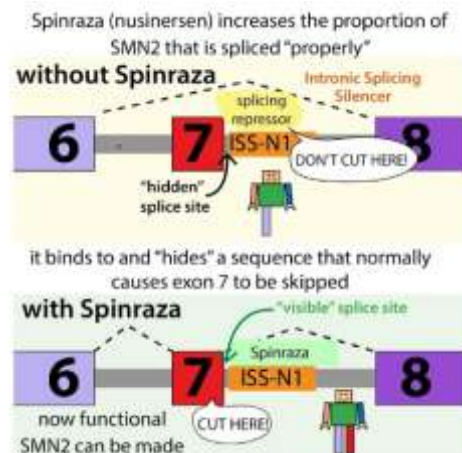 Spinraza (nusinersen) increases the proportion of
SMN2 that is spliced "properly"
without Spinraza
Intronic Splicing
Silencer
splicing
repressor
6
7
ISS-N1
8
DON'T CUT HERE!
"hidden"
splice site
it binds to and "hides" a sequence that normally
causes exon 7 to be skipped
with Spinraza
"visible" splice site
Spinraza
6
7
ISS-N1
8
now functional
SMN2 can be made
CUT HERE!